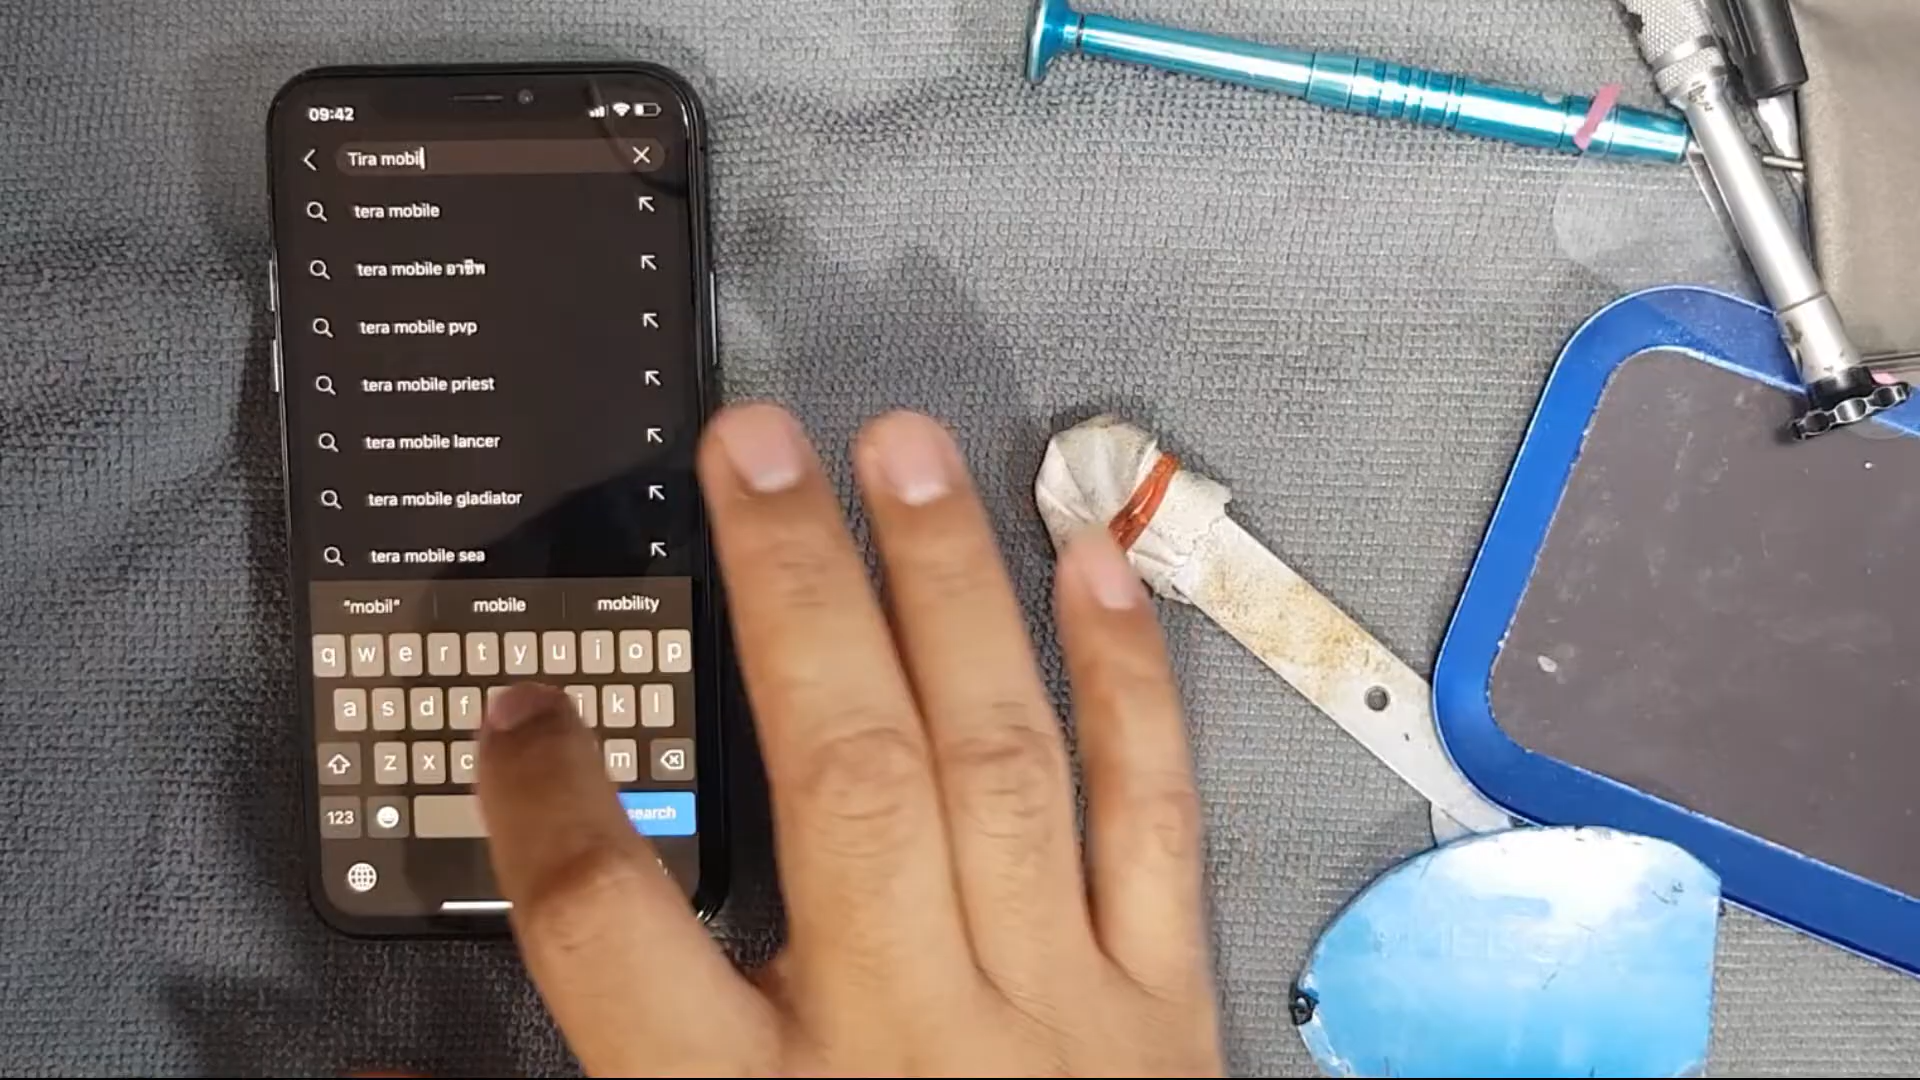 09:42
Tira mobil
tera mobile
tera mobile อาชีพ
tera mobile pvp
tera mobile priest
tera mobile lancer
tera mobile gladiator
tera mobile sea
"mobil" mobile mobility
q w e r t y u i o p
a s d f j k l
z x c m
123 search